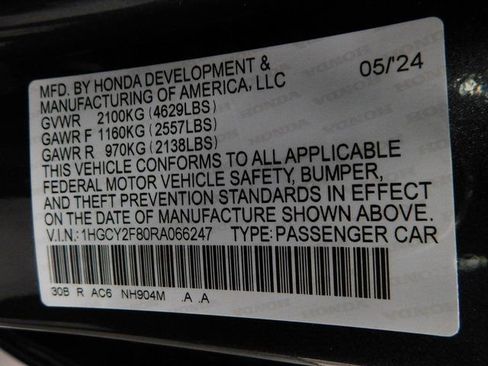 MFD. BY HONDA DEVELOPMENT & 05/'24
MANUFACTURING OF AMERICA, LLC
GVWR 2100KG (4629LBS)
GAWR F 1160KG (2557LBS)
GAWR R 970KG (2138LBS)
THIS VEHICLE CONFORMS TO ALL APPLICABLE
FEDERAL MOTOR VEHICLE SAFETY, BUMPER,
AND THEFT PREVENTION STANDARDS IN EFFECT
ON THE DATE OF MANUFACTURE SHOWN ABOVE.
V.I.N.: 1HGCY2F80RA066247 TYPE: PASSENGER CAR
30B R AC6 NH904M .A .A